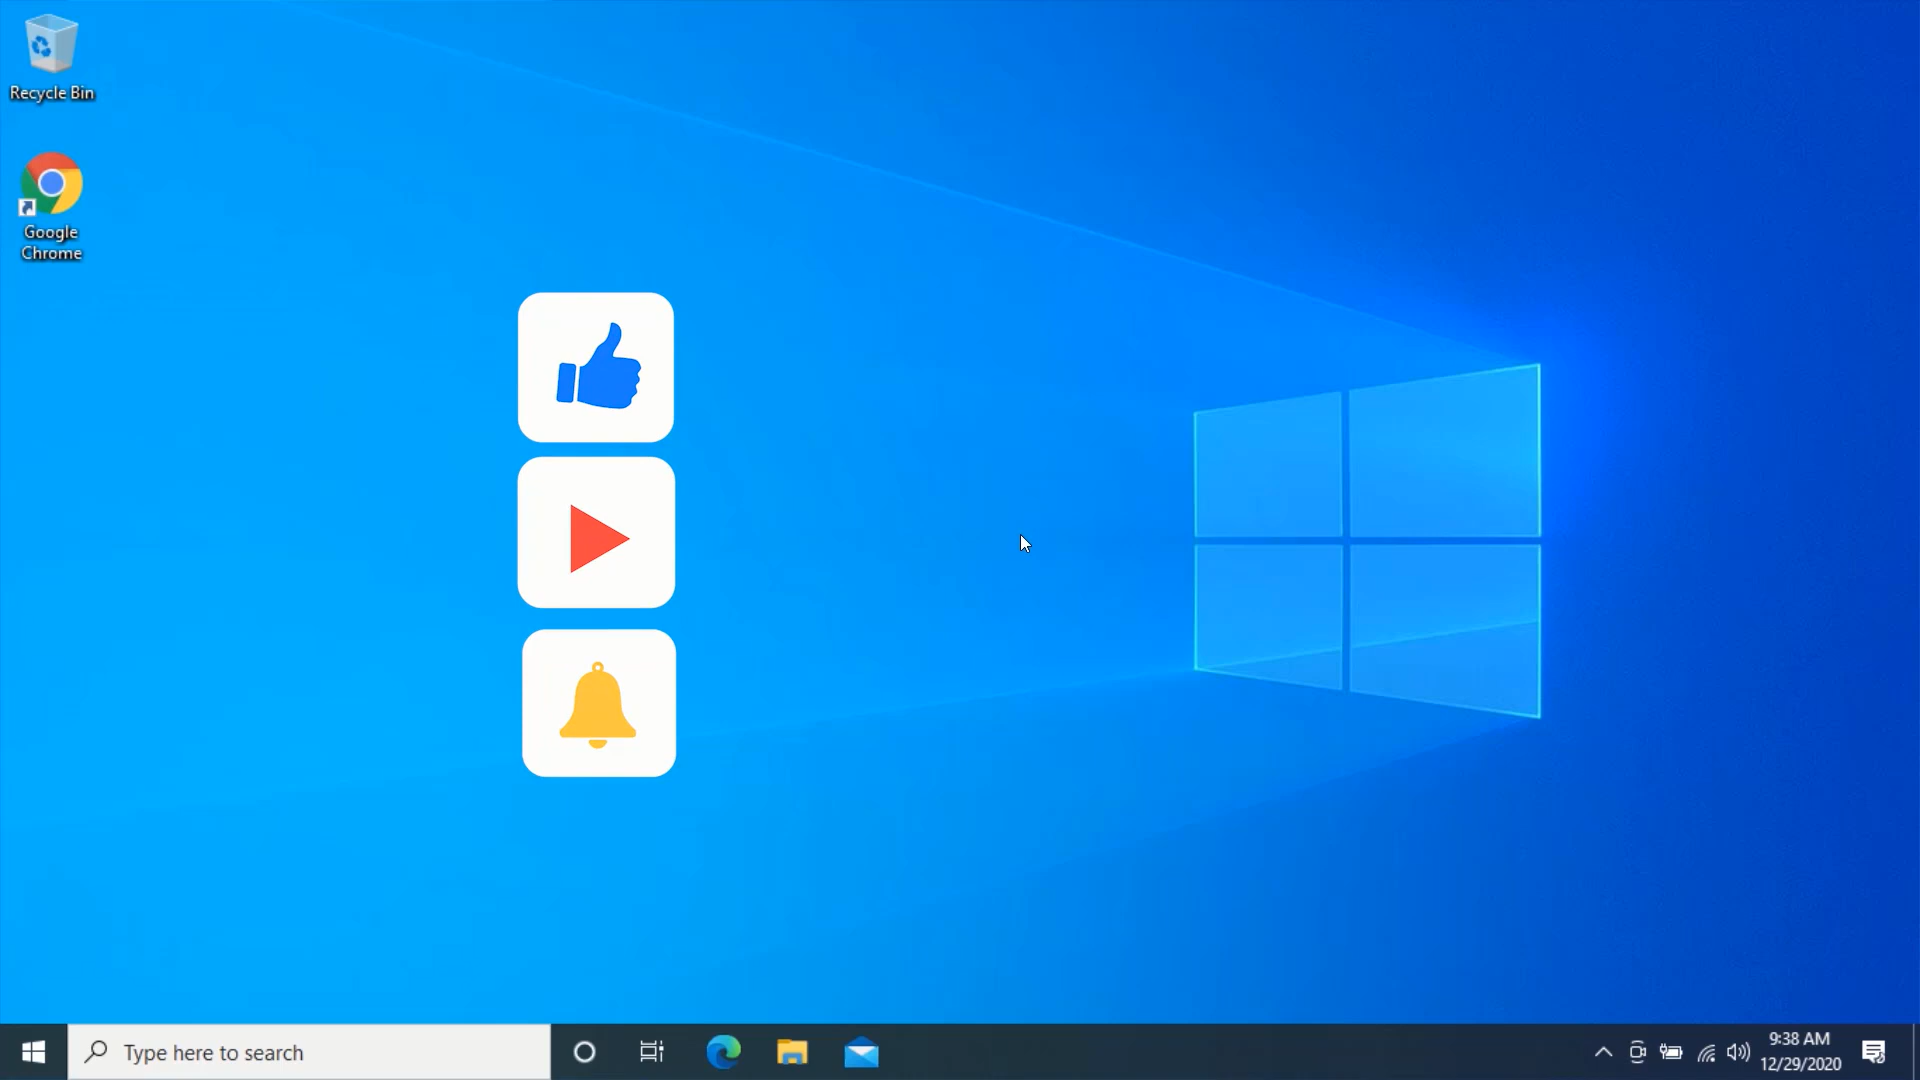 Recycle Bin
Google
Chrome
Type here to search
9:38 AM
12/29/2020